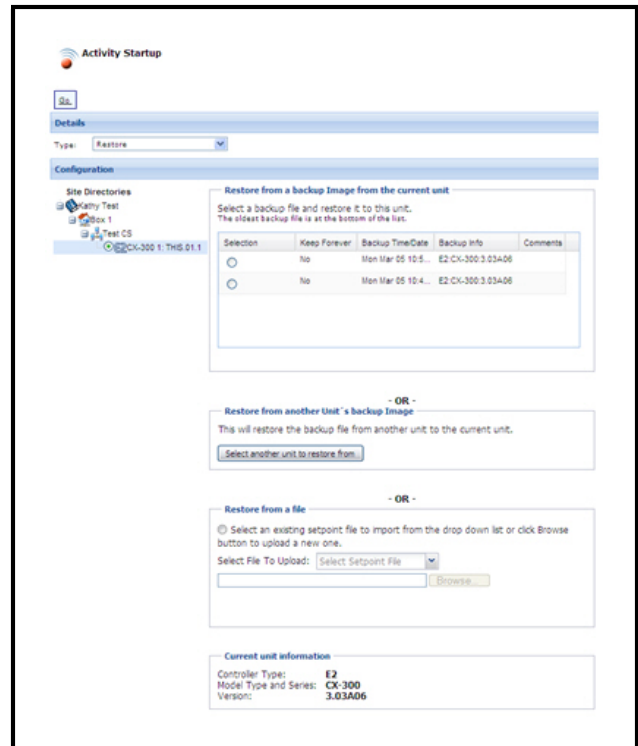 Activity Startup
Go
Details
Type: Restore
Configuration
Site Directories
Kathy Test
Box 1
Test CS
CX-300 1: THIS.01.1
Restore from a backup Image from the current unit
Select a backup file and restore it to this unit.
The oldest backup file is at the bottom of the list.
Selection Keep Forever Backup Time/Date Backup Info Comments
No Mon Mar 05 10:5... E2:CX-300:3.03A06
No Mon Mar 05 10:4... E2:CX-300:3.03A06
- OR -
Restore from another Unit´s backup Image
This will restore the backup file from another unit to the current unit.
Select another unit to restore from
- OR -
Restore from a file
Select an existing setpoint file to import from the drop down list or click Browse
button to upload a new one.
Select File To Upload: Select Setpoint File
Browse...
Current unit information
Controller Type: E2
Model Type and Series: CX-300
Version: 3.03A06